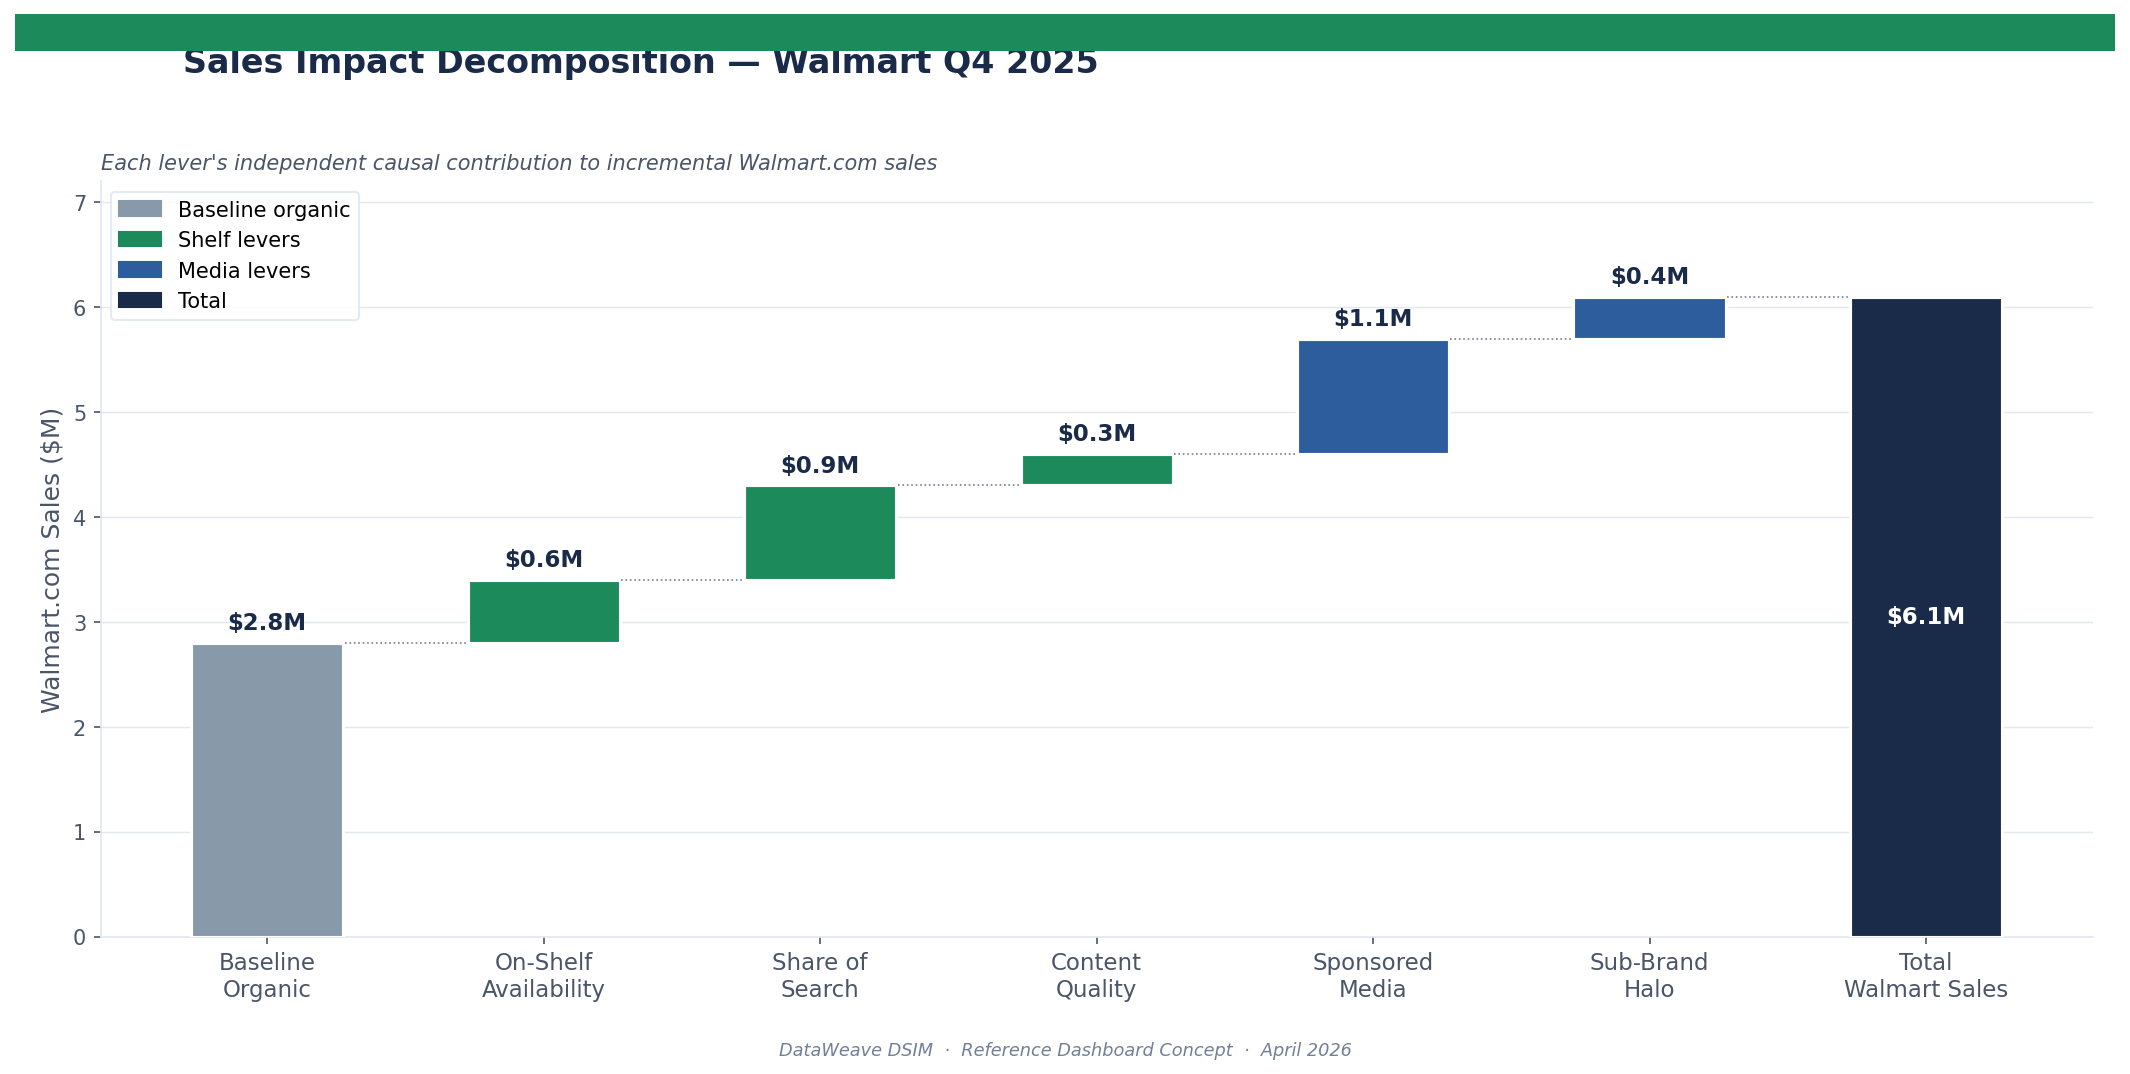 Sales Impact Decomposition — Walmart Q4 2025
Each lever's independent causal contribution to incremental Walmart.com sales
Baseline organic
Shelf levers
Media levers
Total
Walmart.com Sales ($M)
7
6
5
4
3
2
1
0
$2.8M
$0.6M
$0.9M
$0.3M
$1.1M
$0.4M
$6.1M
Baseline
Organic
On-Shelf
Availability
Share of
Search
Content
Quality
Sponsored
Media
Sub-Brand
Halo
Total
Walmart Sales
DataWeave DSIM · Reference Dashboard Concept · April 2026